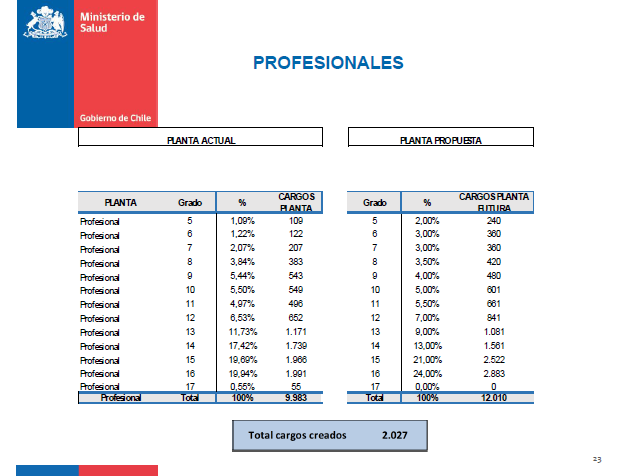 Ministerio de
Salud
Gobierno de Chile
PROFESIONALES
PLANTA ACTUAL
PLANTA Grado % CARGOS PLANTA
Profesional 5 1,09% 109
Profesional 6 1,22% 122
Profesional 7 2,07% 207
Profesional 8 3,84% 383
Profesional 9 5,44% 543
Profesional 10 5,50% 549
Profesional 11 4,97% 496
Profesional 12 6,53% 652
Profesional 13 11,73% 1.171
Profesional 14 17,42% 1.739
Profesional 15 19,69% 1.966
Profesional 16 19,94% 1.991
Profesional 17 0,55% 55
Profesional Total 100% 9.983
PLANTA PROPUESTA
Grado % CARGOS PLANTA FUTURA
5 2,00% 240
6 3,00% 360
7 3,00% 360
8 3,50% 420
9 4,00% 480
10 5,00% 601
11 5,50% 661
12 7,00% 841
13 9,00% 1.081
14 13,00% 1.561
15 21,00% 2.522
16 24,00% 2.883
17 0,00% 0
Total 100% 12.010
Total cargos creados 2.027
23